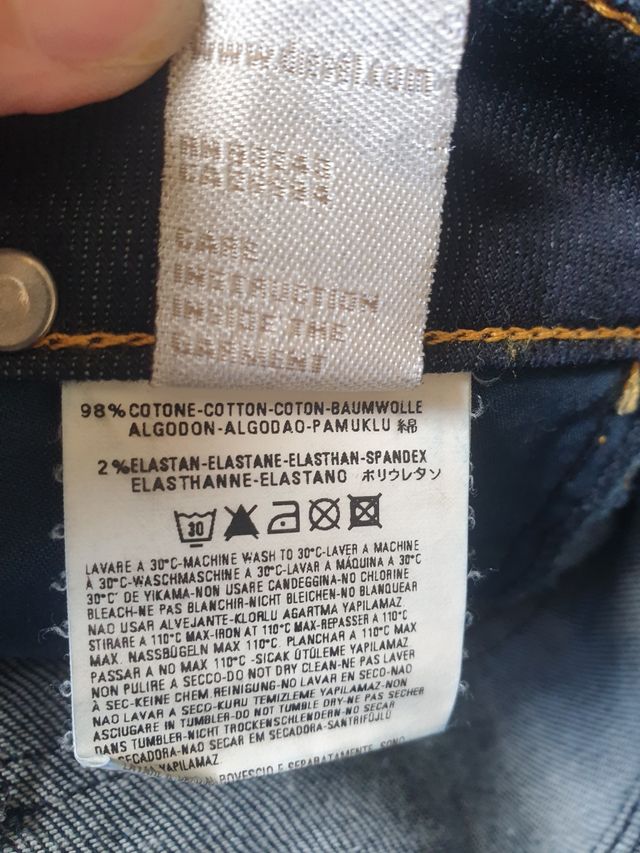 www.diesel.com
CARE
INSTRUCTION
INSIDE THE
GARMENT
98%COTONE-COTTON-COTON-BAUMWOLLE
ALGODON-ALGODAO-PAMUKLU 綿
2%ELASTAN-ELASTANE-ELASTHAN-SPANDEX
ELASTHANNE-ELASTANO ポリウレタン
30
LAVARE A 30°C-MACHINE WASH TO 30°C-LAVER A MACHINE
À 30°C-WASCHMASCHINE A 30°C-LAVAR A MÁQUINA A 30°C
30°C' DE YIKAMA-NON USARE CANDEGGINA-NO CHLORINE
BLEACH-NE PAS BLANCHIR-NICHT BLEICHEN-NO BLANQUEAR
NAO USAR ALVEJANTE-KLORLU AGARTMA YAPILAMAZ
STIRARE A 110°C MAX-IRON AT 110°C MAX-REPASSER A 110°C
MAX. NASSBÜGELN MAX 110°C. PLANCHAR A 110°C MAX
PASSAR A NO MAX 110°C -SICAK ÜTÜLEME YAPILAMAZ
NON PULIRE A SECCO-DO NOT DRY CLEAN-NE PAS LAVER
À SEC-KEINE CHEM.REINIGUNG-NO LAVAR EN SECO-NAO
NAO LAVAR A SECO-KURU TEMIZLEME YAPILAMAZ-NON
ASCIUGARE IN TUMBLER-DO NOT TUMBLE DRY-NE PAS SECHER
DANS TUMBLER-NICHT TROCKENSCHLENDERN-NO SECAR
SECADORA-NAO SECAR EM SECADORA-SANTRIFÜJLÜ
YAPILAMAZ
ROVESCIO E SEPARATAMENTE